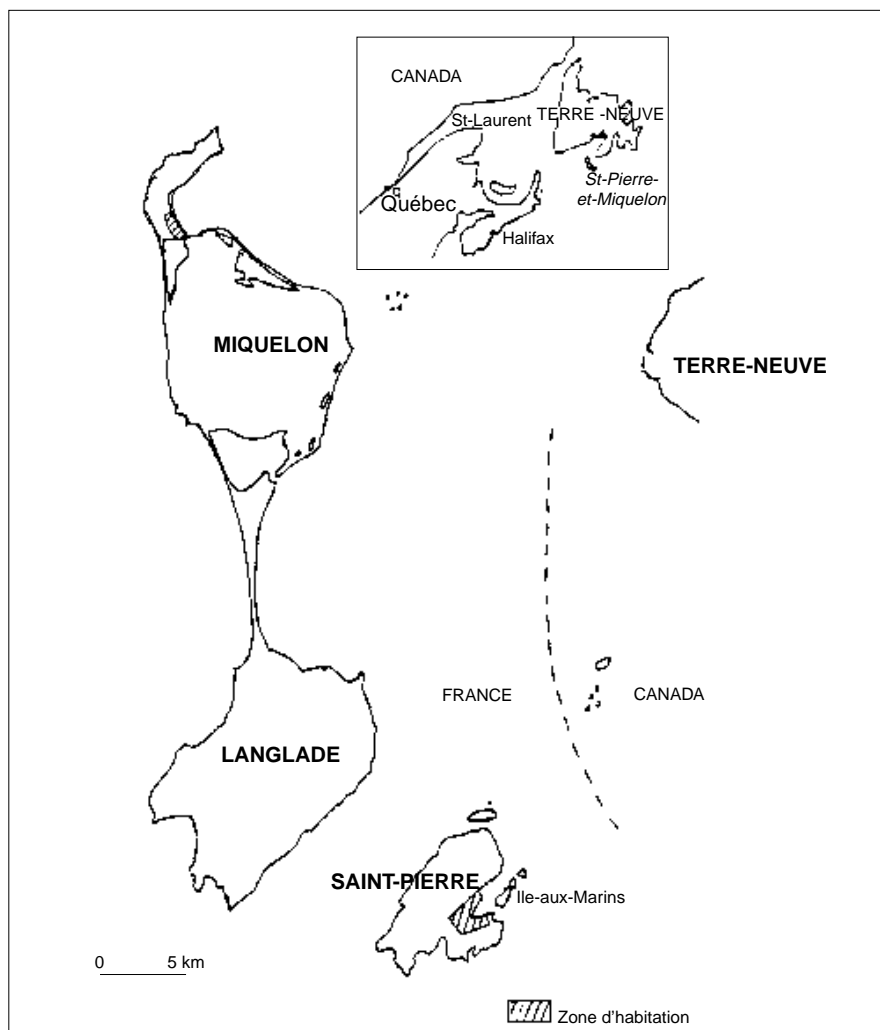 CANADA
St-Laurent
TERRE -NEUVE
St-Pierre-
et-Miquelon
Québec
Halifax
MIQUELON
TERRE-NEUVE
FRANCE
CANADA
LANGLADE
SAINT-PIERRE
Ile-aux-Marins
0 5 km
Zone d'habitation